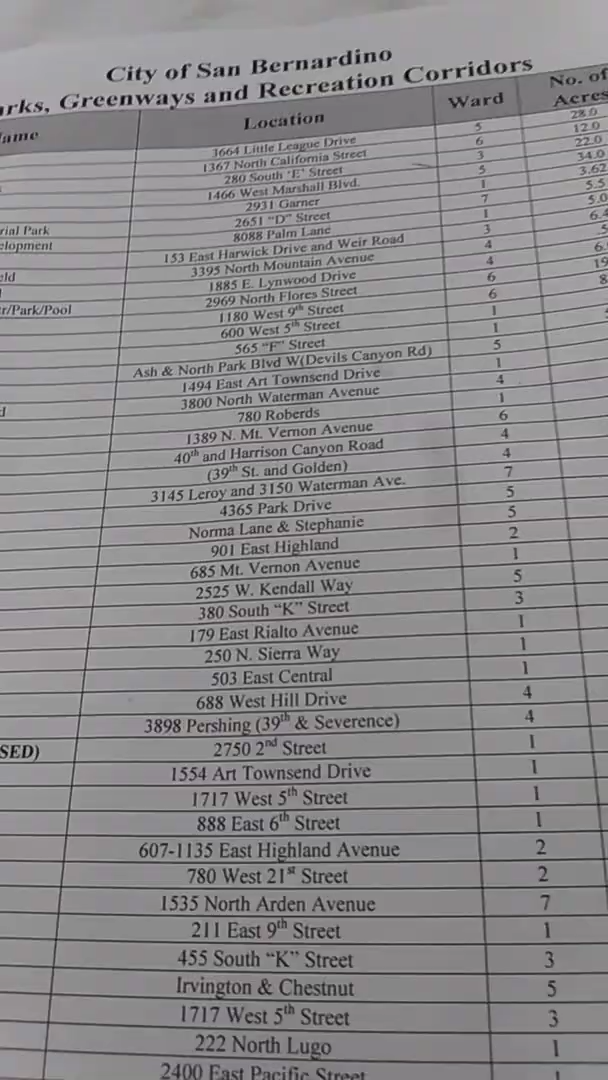 City of San Bernardino
arks, Greenways and Recreation Corridors
ame Location Ward No. of Acres
3664 Little League Drive 5 28.0
1367 North California Street 6 12.0
280 South 'E' Street 3 22.0
1466 West Marshall Blvd. 5 34.0
2931 Garner 1 3.62
rial Park 2651 "D" Street 7 5.5
elopment 8088 Palm Lane 1 5.0
153 East Harwick Drive and Weir Road 3 6.
eld 3395 North Mountain Avenue 4 .5
1885 E. Lynwood Drive 4 6.
r/Park/Pool 2969 North Flores Street 6 19
1180 West 9th Street 6 8
600 West 5th Street 1
565 "F" Street 1
Ash & North Park Blvd W(Devils Canyon Rd) 5
1494 East Art Townsend Drive 1
d 3800 North Waterman Avenue 4
780 Roberds 1
1389 N. Mt. Vernon Avenue 6
40th and Harrison Canyon Road 4
(39th St. and Golden) 4
3145 Leroy and 3150 Waterman Ave. 7
4365 Park Drive 5
Norma Lane & Stephanie 5
901 East Highland 2
685 Mt. Vernon Avenue 1
2525 W. Kendall Way 5
380 South "K" Street 3
179 East Rialto Avenue 1
250 N. Sierra Way 1
503 East Central 1
688 West Hill Drive 4
3898 Pershing (39th & Severence) 4
SED) 2750 2nd Street 1
1554 Art Townsend Drive 1
1717 West 5th Street 1
888 East 6th Street 1
607-1135 East Highland Avenue 2
780 West 21st Street 2
1535 North Arden Avenue 7
211 East 9th Street 1
455 South "K" Street 3
Irvington & Chestnut 5
1717 West 5th Street 3
222 North Lugo 1
2400 East Pacific Street 1